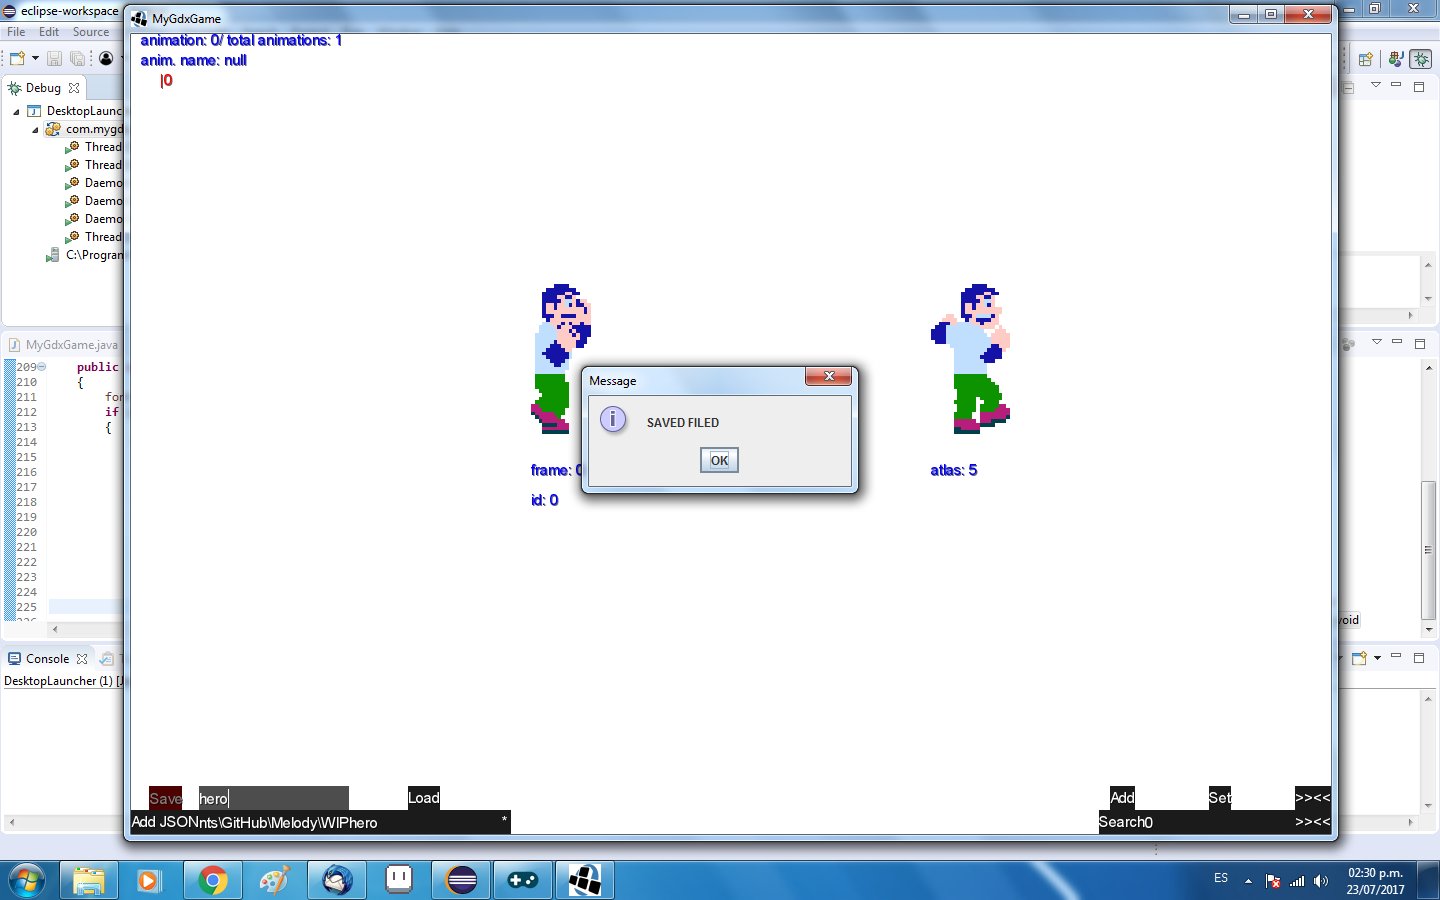 eclipse-workspace
MyGdxGame
File Edit Source
animation: 0/ total animations: 1
anim. name: null
|0
Debug
DesktopLaunc
com.mygd
Thread
Thread
Daemo
Daemo
Daemo
Thread
C:\Program
MyGdxGame.java
209 public
210 {
211 for
212 if
213 {
214
215
216
217
218
219
220
221
222
223
224
225
Message
SAVED FILED
OK
frame: 0
id: 0
atlas: 5
void
Console
DesktopLauncher (1) [J
Save hero Load Add Set >><<
Add JSON nts\GitHub\Melody\WIPhero * Search0 >><<
ES
02:30 p.m.
23/07/2017